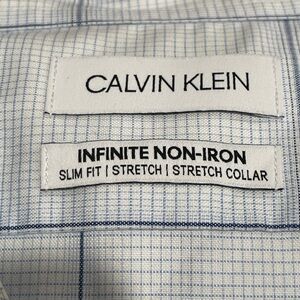 CALVIN KLEIN
INFINITE NON-IRON
SLIM FIT | STRETCH | STRETCH COLLAR